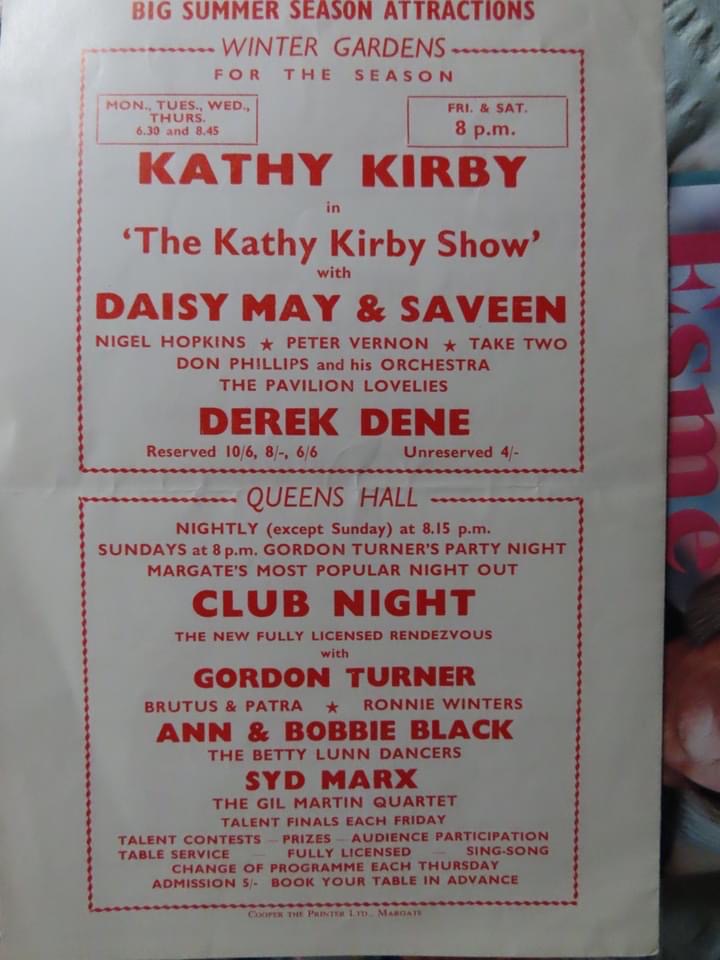 BIG SUMMER SEASON ATTRACTIONS
WINTER GARDENS
FOR THE SEASON
MON., TUES., WED.,
THURS.
6.30 and 8.45
FRI. & SAT.
8 p.m.
KATHY KIRBY
in
'The Kathy Kirby Show'
with
DAISY MAY & SAVEEN
NIGEL HOPKINS ★ PETER VERNON ★ TAKE TWO
DON PHILLIPS and his ORCHESTRA
THE PAVILION LOVELIES
DEREK DENE
Reserved 10/6, 8/-, 6/6 Unreserved 4/-
QUEENS HALL
NIGHTLY (except Sunday) at 8.15 p.m.
SUNDAYS at 8 p.m. GORDON TURNER'S PARTY NIGHT
MARGATE'S MOST POPULAR NIGHT OUT
CLUB NIGHT
THE NEW FULLY LICENSED RENDEZVOUS
with
GORDON TURNER
BRUTUS & PATRA ★ RONNIE WINTERS
ANN & BOBBIE BLACK
THE BETTY LUNN DANCERS
SYD MARX
THE GIL MARTIN QUARTET
TALENT FINALS EACH FRIDAY
TALENT CONTESTS — PRIZES — AUDIENCE PARTICIPATION
TABLE SERVICE — FULLY LICENSED — SING-SONG
CHANGE OF PROGRAMME EACH THURSDAY
ADMISSION 5/- BOOK YOUR TABLE IN ADVANCE
COOPER THE PRINTER LTD., MARGATE
Esme